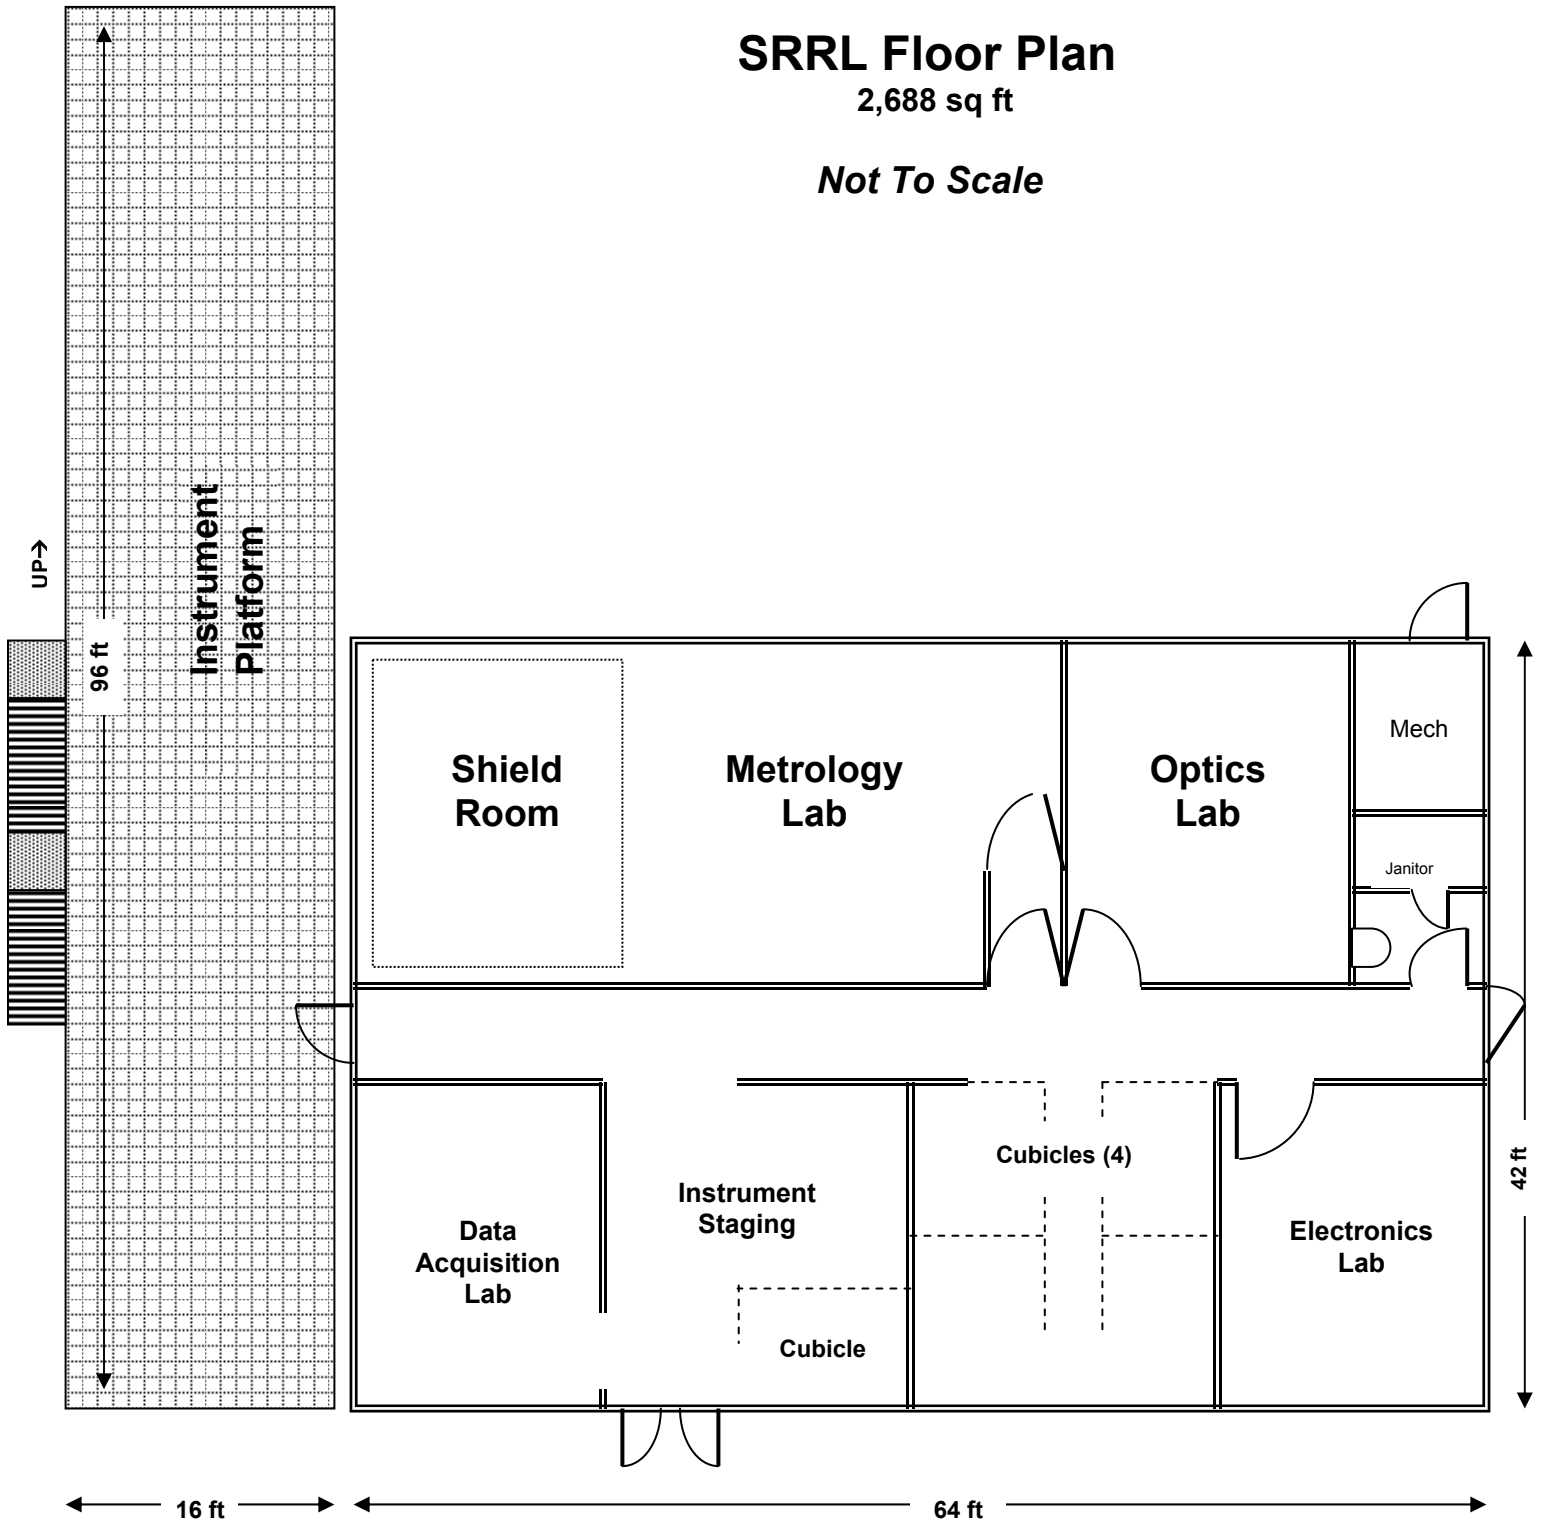 SRRL Floor Plan
2,688 sq ft
Not To Scale
Instrument
Platform
UP→
96 ft
Shield
Room
Metrology
Lab
Optics
Lab
Mech
Janitor
Data
Acquisition
Lab
Instrument
Staging
Cubicle
Cubicles (4)
Electronics
Lab
42 ft
16 ft
64 ft